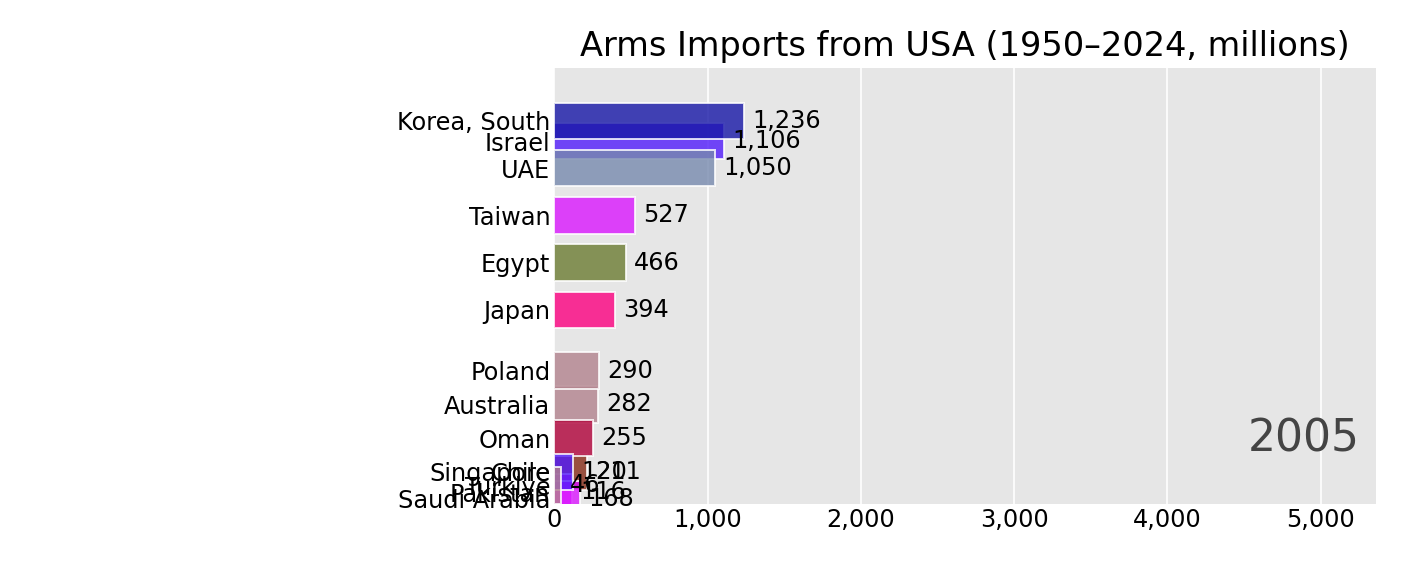 Arms Imports from USA (1950–2024, millions)
Korea, South 1,236
Israel 1,106
UAE 1,050
Taiwan 527
Egypt 466
Japan 394
Poland 290
Australia 282
Oman 255
Singapore
Chile
Türkiye
Pakistan
Saudi Arabia 168
2005
0 1,000 2,000 3,000 4,000 5,000